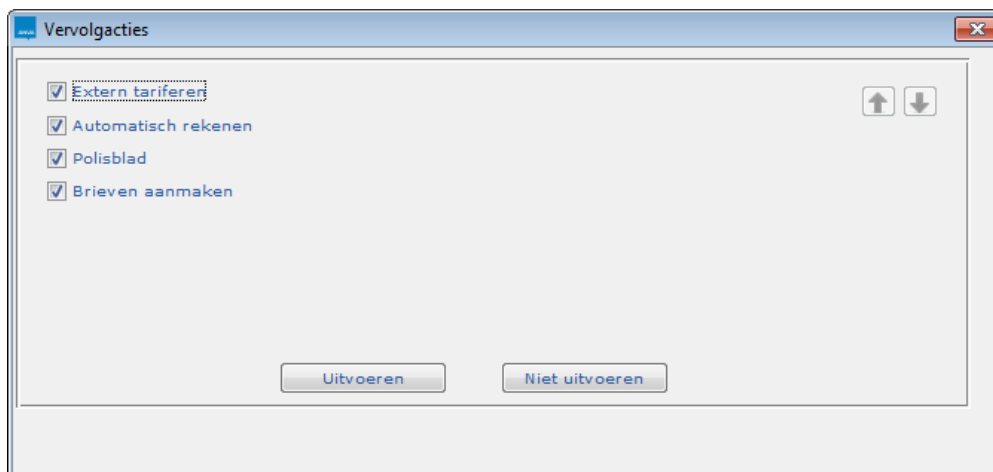 Vervolgacties
Extern tariferen
Automatisch rekenen
Polisblad
Brieven aanmaken
Uitvoeren
Niet uitvoeren